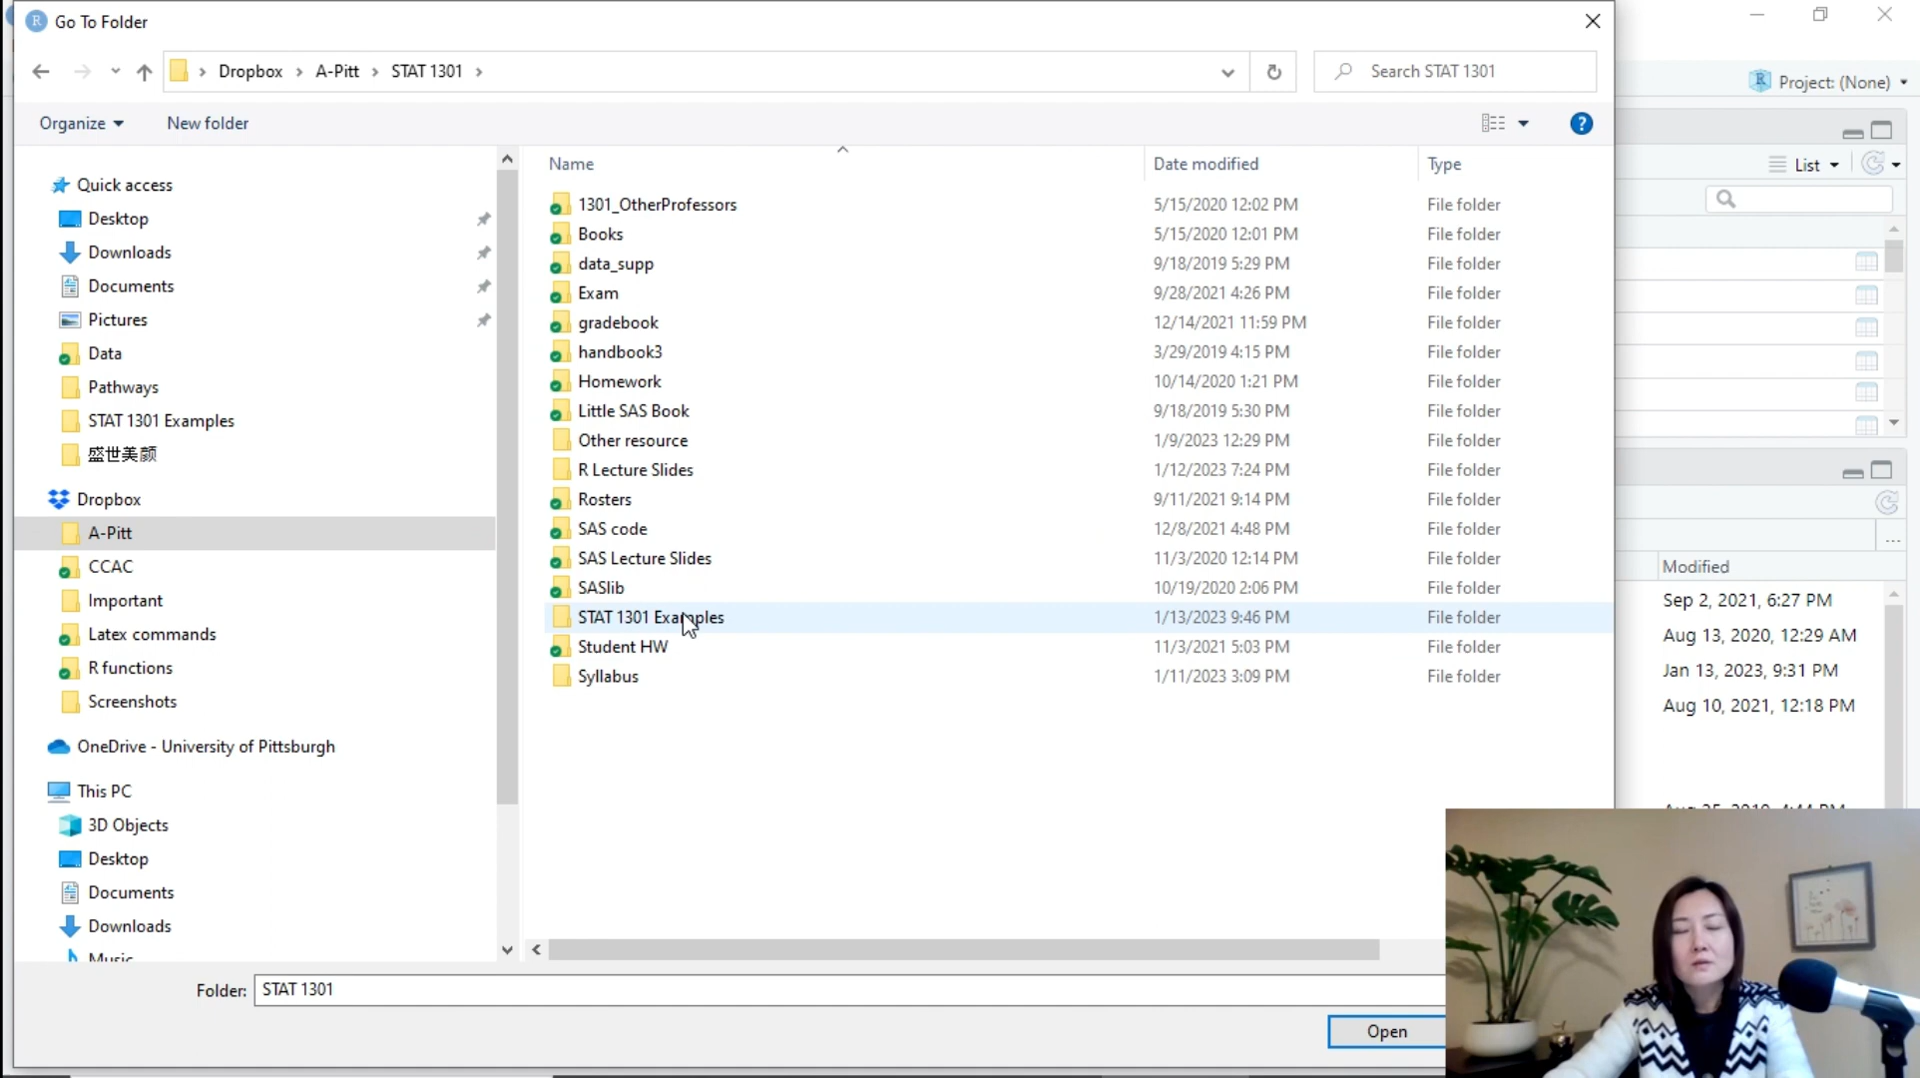 Go To Folder
Dropbox › A-Pitt › STAT 1301 ›
Search STAT 1301
Project: (None)
Organize
New folder
List
Name
Date modified
Type
Quick access
Desktop
Downloads
Documents
Pictures
Data
Pathways
STAT 1301 Examples
盛世美颜
Dropbox
A-Pitt
CCAC
Important
Latex commands
R functions
Screenshots
OneDrive - University of Pittsburgh
This PC
3D Objects
Desktop
Documents
Downloads
Music
1301_OtherProfessors 5/15/2020 12:02 PM File folder
Books 5/15/2020 12:01 PM File folder
data_supp 9/18/2019 5:29 PM File folder
Exam 9/28/2021 4:26 PM File folder
gradebook 12/14/2021 11:59 PM File folder
handbook3 3/29/2019 4:15 PM File folder
Homework 10/14/2020 1:21 PM File folder
Little SAS Book 9/18/2019 5:30 PM File folder
Other resource 1/9/2023 12:29 PM File folder
R Lecture Slides 1/12/2023 7:24 PM File folder
Rosters 9/11/2021 9:14 PM File folder
SAS code 12/8/2021 4:48 PM File folder
SAS Lecture Slides 11/3/2020 12:14 PM File folder
SASlib 10/19/2020 2:06 PM File folder
STAT 1301 Examples 1/13/2023 9:46 PM File folder
Student HW 11/3/2021 5:03 PM File folder
Syllabus 1/11/2023 3:09 PM File folder
...
Modified
Sep 2, 2021, 6:27 PM
Aug 13, 2020, 12:29 AM
Jan 13, 2023, 9:31 PM
Aug 10, 2021, 12:18 PM
Folder: STAT 1301
Open